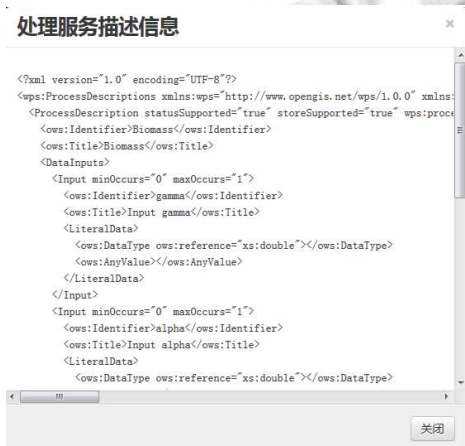 处理服务描述信息
×
<?xml version="1.0" encoding="UTF-8"?>
<wps:ProcessDescriptions xmlns:wps="http://www.opengis.net/wps/1.0.0" xmlns:
<ProcessDescription statusSupported="true" storeSupported="true" wps:proce
<ows:Identifier>Biomass</ows:Identifier>
<ows:Title>Biomass</ows:Title>
<DataInputs>
<Input minOccurs="0" maxOccurs="1">
<ows:Identifier>gamma</ows:Identifier>
<ows:Title>Input gamma</ows:Title>
<LiteralData>
<ows:DataType ows:reference="xs:double"></ows:DataType>
<ows:AnyValue></ows:AnyValue>
</LiteralData>
</Input>
<Input minOccurs="0" maxOccurs="1">
<ows:Identifier>alpha</ows:Identifier>
<ows:Title>Input alpha</ows:Title>
<LiteralData>
<ows:DataType ows:reference="xs:double"></ows:DataType>
关闭